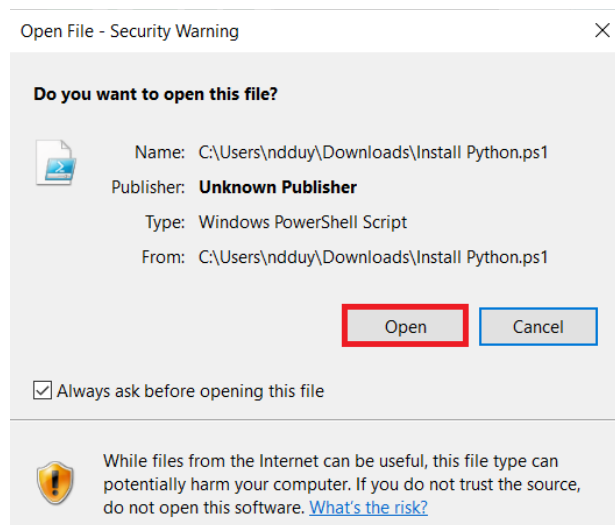 Open File - Security Warning
Do you want to open this file?
Name: C:\Users\ndduy\Downloads\Install Python.ps1
Publisher: Unknown Publisher
Type: Windows PowerShell Script
From: C:\Users\ndduy\Downloads\Install Python.ps1
Open Cancel
Always ask before opening this file
While files from the Internet can be useful, this file type can
potentially harm your computer. If you do not trust the source,
do not open this software. What's the risk?